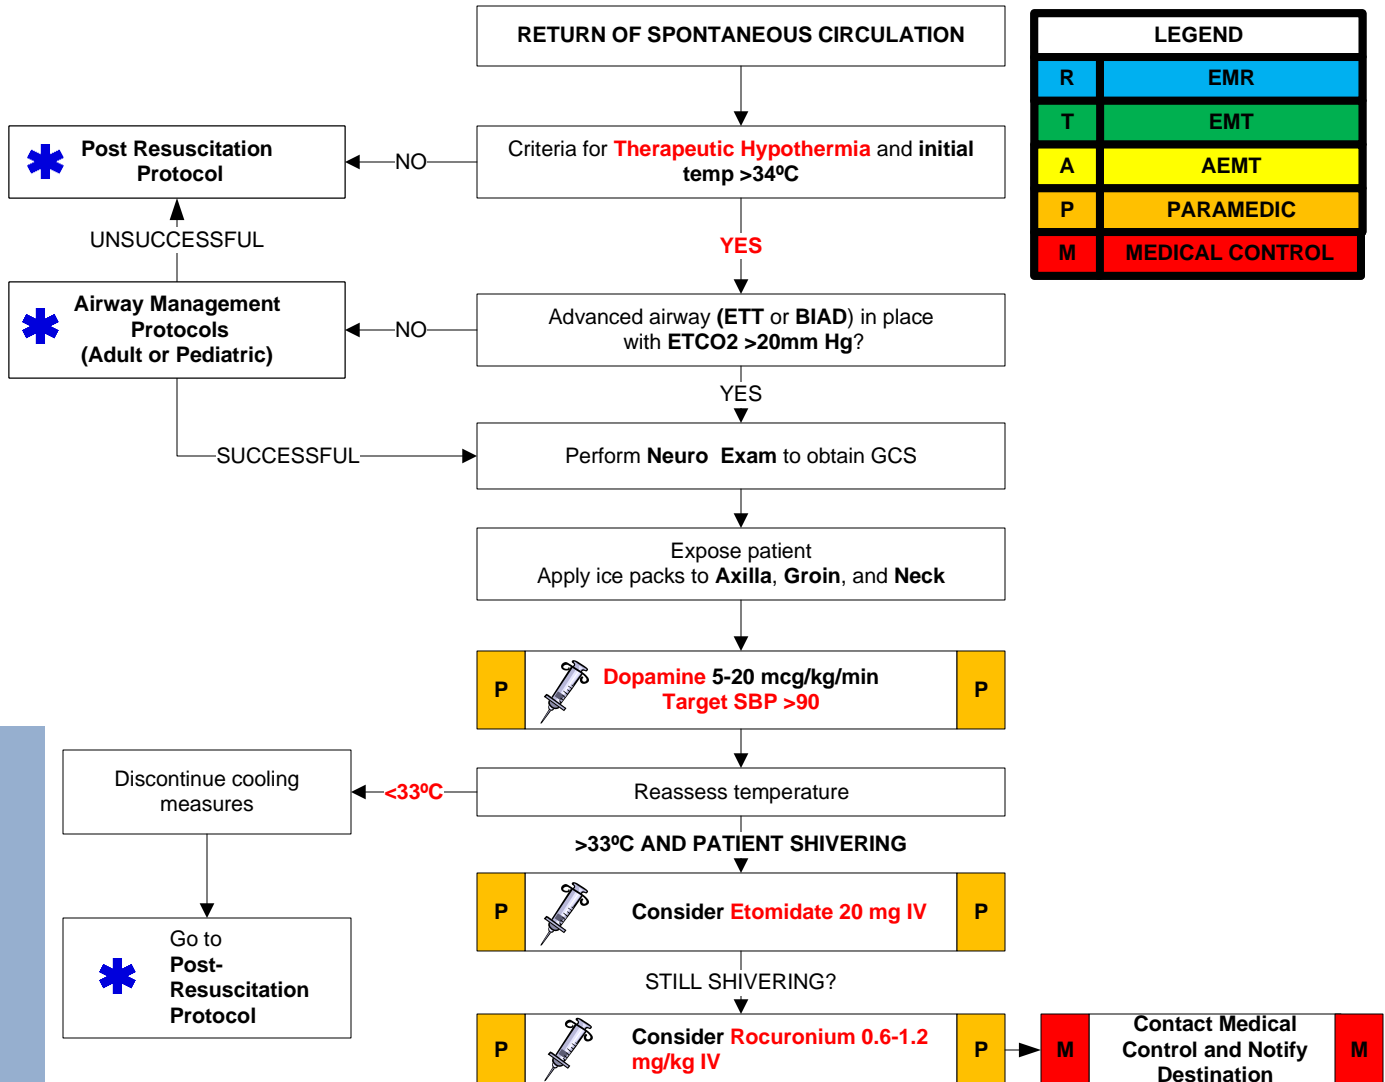 RETURN OF SPONTANEOUS CIRCULATION
LEGEND
R EMR
T EMT
A AEMT
P PARAMEDIC
M MEDICAL CONTROL
Post Resuscitation
Protocol
NO
Criteria for Therapeutic Hypothermia and initial
temp >34ºC
UNSUCCESSFUL
YES
Airway Management
Protocols
(Adult or Pediatric)
NO
Advanced airway (ETT or BIAD) in place
with ETCO2 >20mm Hg?
YES
SUCCESSFUL
Perform Neuro Exam to obtain GCS
Expose patient
Apply ice packs to Axilla, Groin, and Neck
P
Dopamine 5-20 mcg/kg/min
Target SBP >90
P
Discontinue cooling
measures
<33ºC
Reassess temperature
>33ºC AND PATIENT SHIVERING
P
Consider Etomidate 20 mg IV
P
Go to
Post-
Resuscitation
Protocol
STILL SHIVERING?
P
Consider Rocuronium 0.6-1.2
mg/kg IV
P
M
Contact Medical
Control and Notify
Destination
M